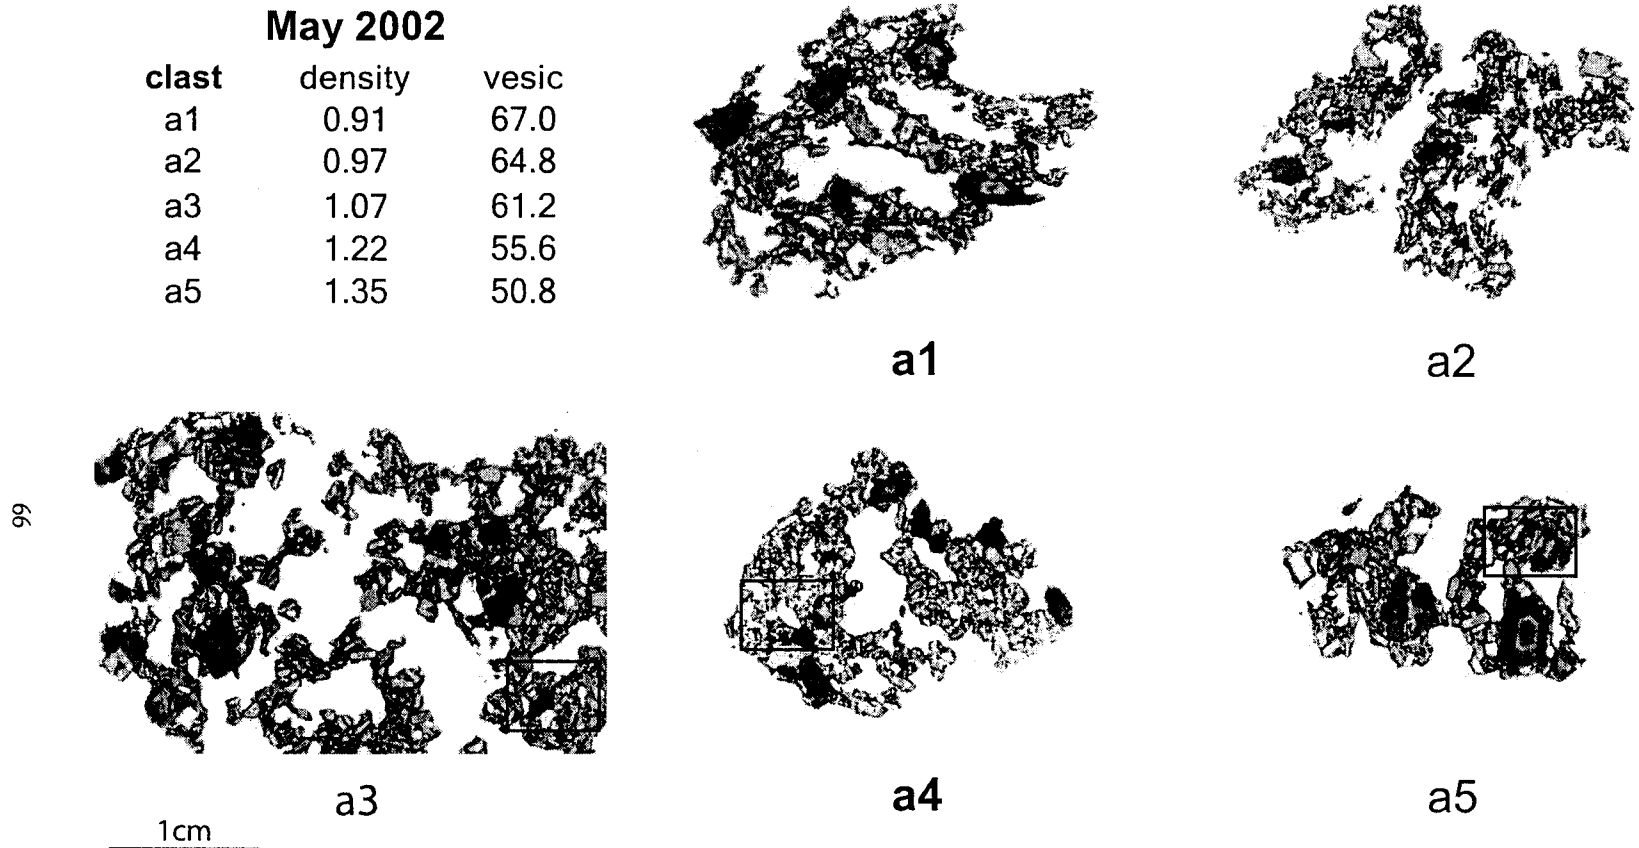 May 2002
clast density vesic
a1 0.91 67.0
a2 0.97 64.8
a3 1.07 61.2
a4 1.22 55.6
a5 1.35 50.8
a1
a2
66
a3
a4
a5
1cm